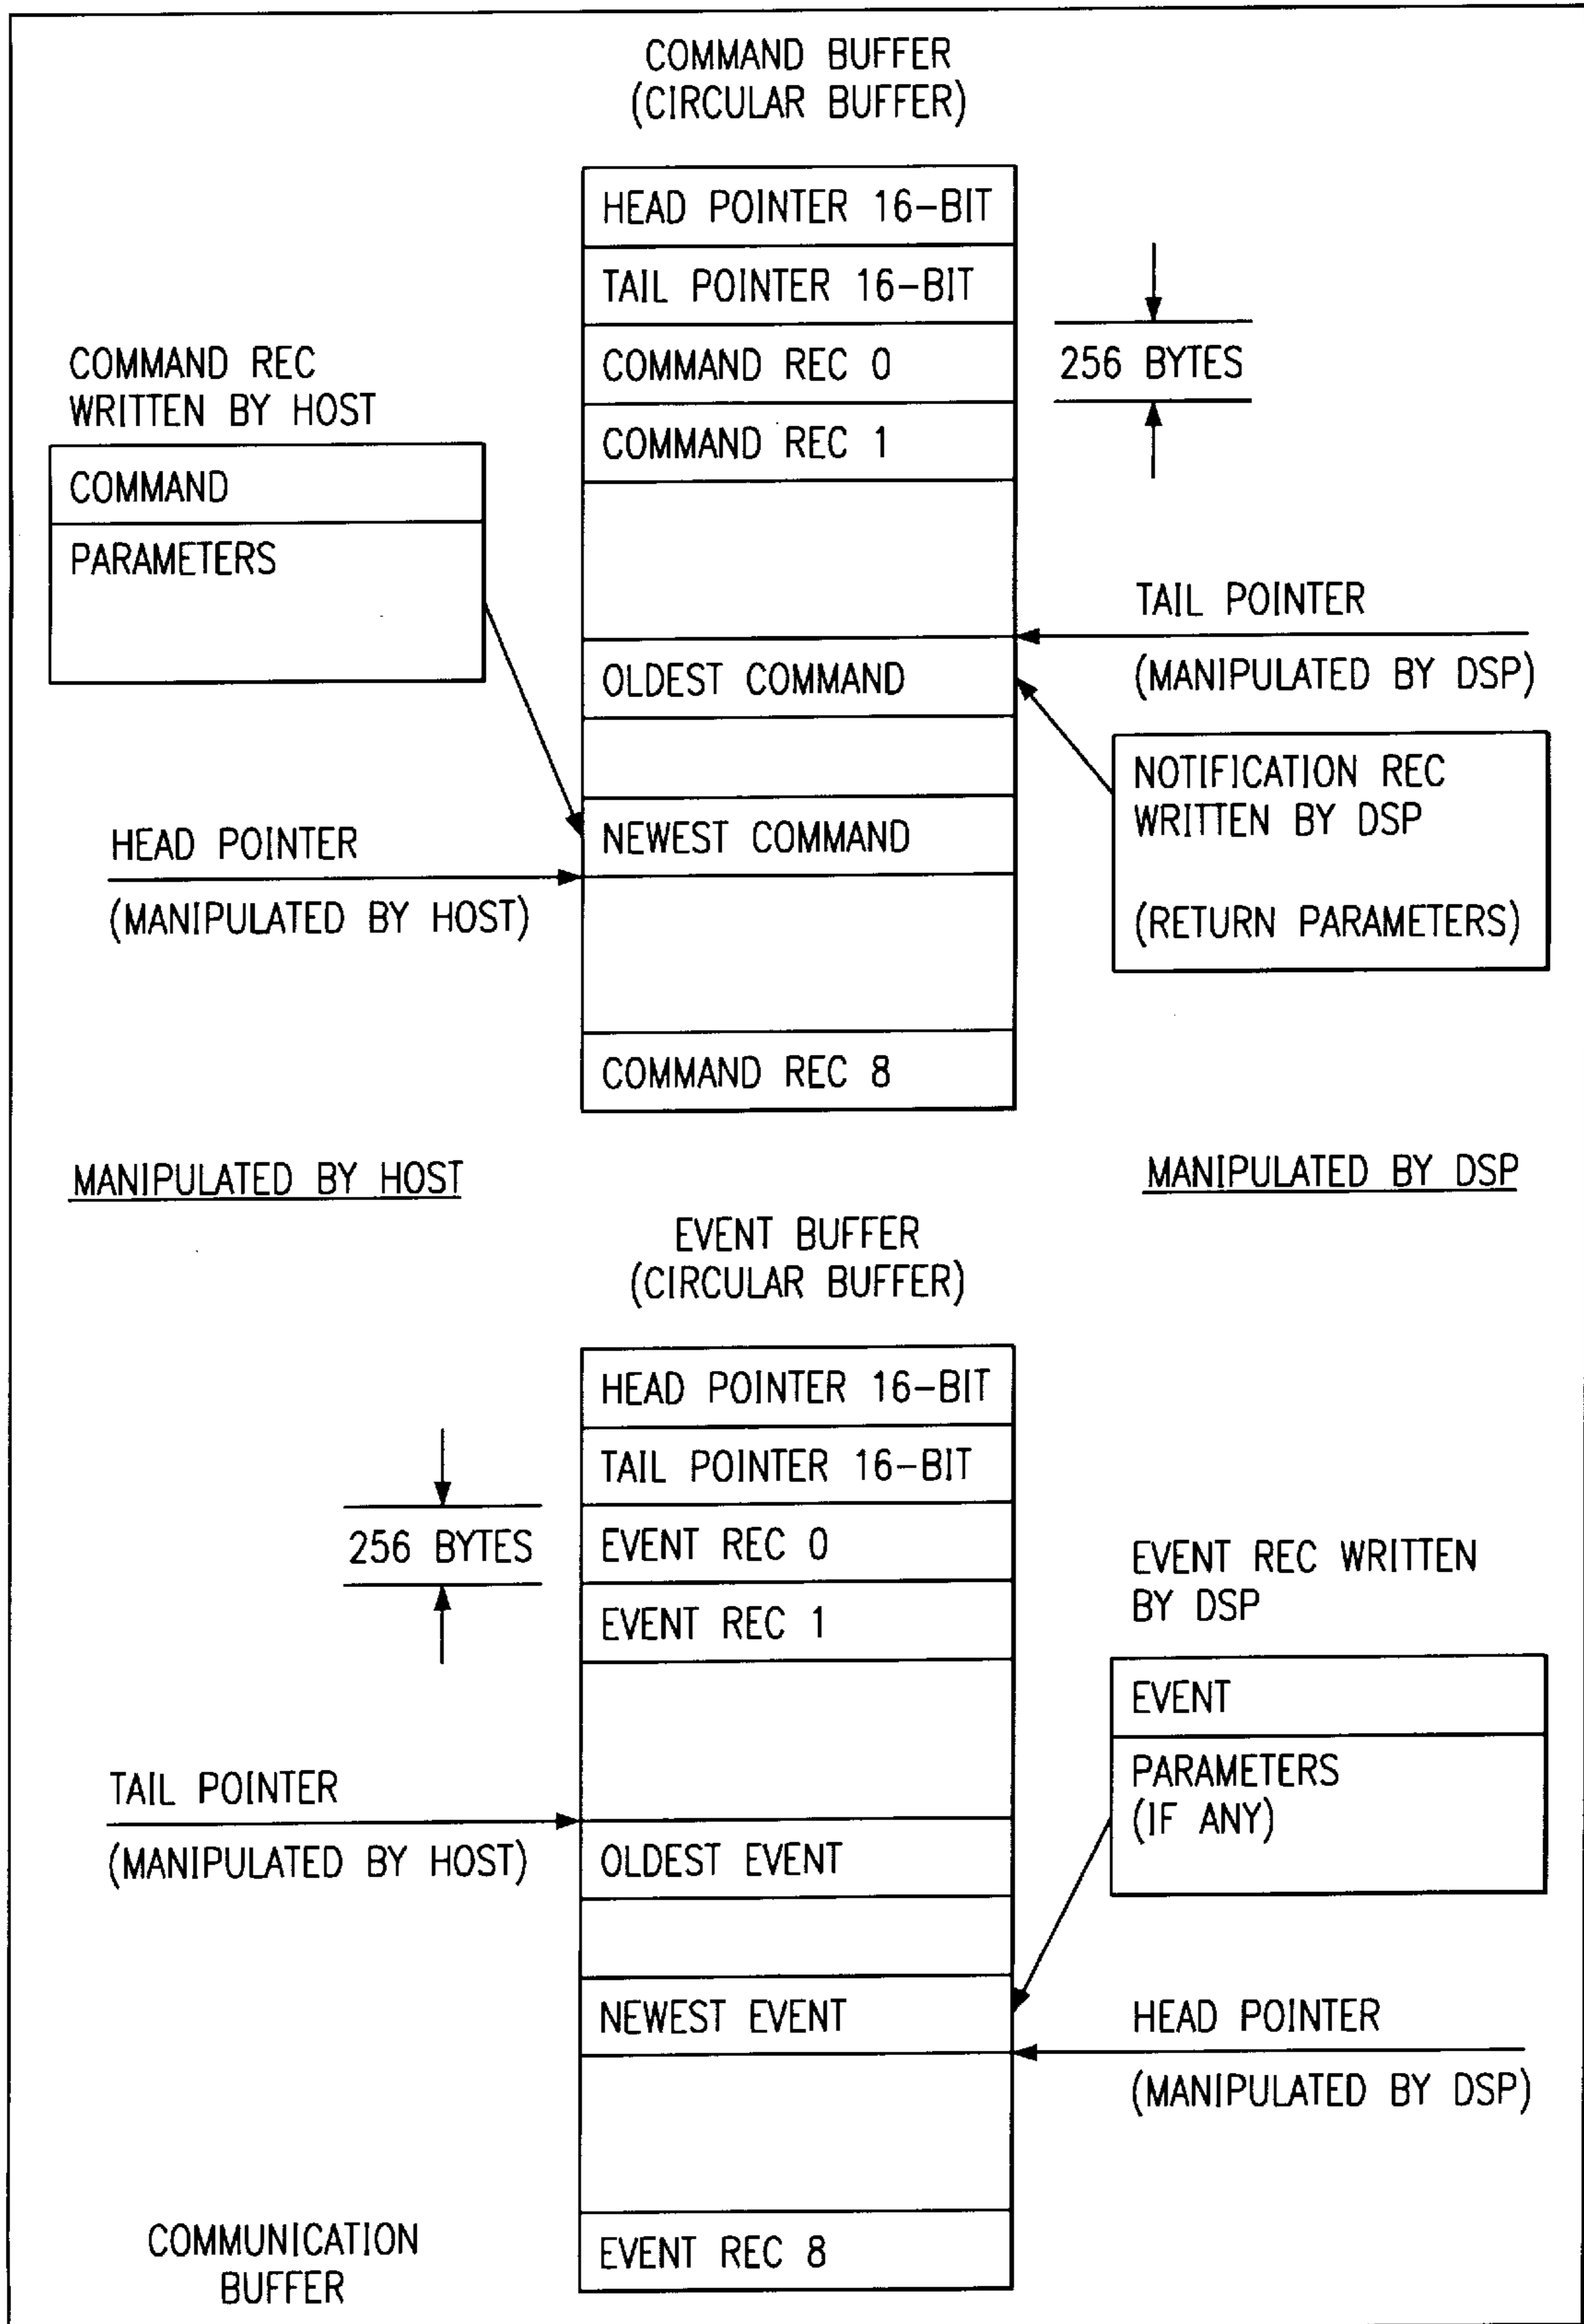 COMMAND BUFFER
(CIRCULAR BUFFER)
HEAD POINTER 16-BIT
TAIL POINTER 16-BIT
COMMAND REC 0
COMMAND REC 1
256 BYTES
COMMAND REC
WRITTEN BY HOST
COMMAND
PARAMETERS
TAIL POINTER
(MANIPULATED BY DSP)
OLDEST COMMAND
NOTIFICATION REC
WRITTEN BY DSP
(RETURN PARAMETERS)
NEWEST COMMAND
HEAD POINTER
(MANIPULATED BY HOST)
COMMAND REC 8
MANIPULATED BY HOST
MANIPULATED BY DSP
EVENT BUFFER
(CIRCULAR BUFFER)
HEAD POINTER 16-BIT
TAIL POINTER 16-BIT
256 BYTES
EVENT REC 0
EVENT REC 1
EVENT REC WRITTEN
BY DSP
EVENT
PARAMETERS
(IF ANY)
TAIL POINTER
(MANIPULATED BY HOST)
OLDEST EVENT
NEWEST EVENT
HEAD POINTER
(MANIPULATED BY DSP)
EVENT REC 8
COMMUNICATION
BUFFER